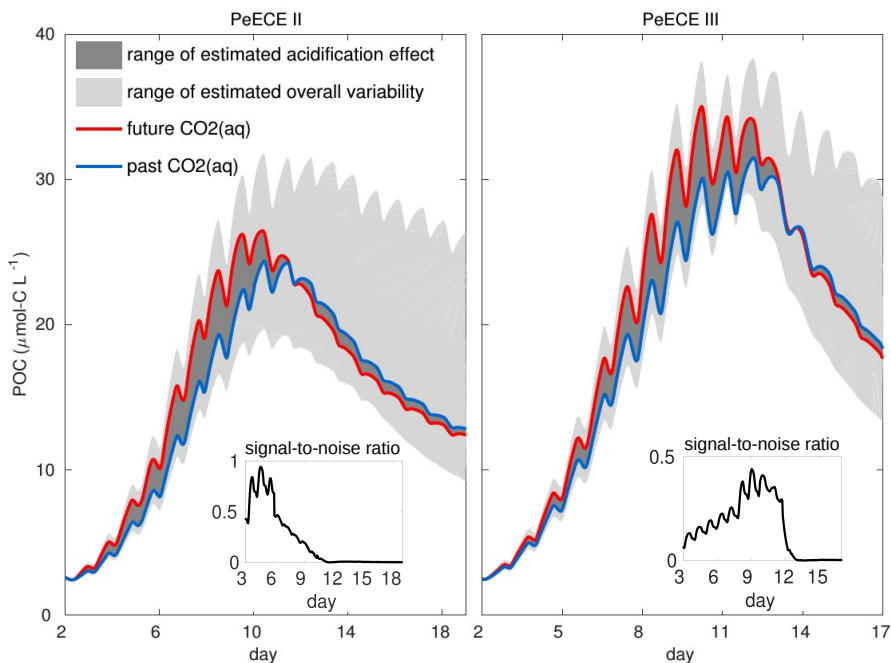 PeECE II
PeECE III
40
30
20
10
0
POC (μmol-C L -1)
range of estimated acidification effect
range of estimated overall variability
future CO2(aq)
past CO2(aq)
signal-to-noise ratio
1
0.5
0
3 6 9 12 18
day
2 6 10 14 18
day
signal-to-noise ratio
0.5
0
3 6 9 12 15
day
2 5 8 11 14 17
day